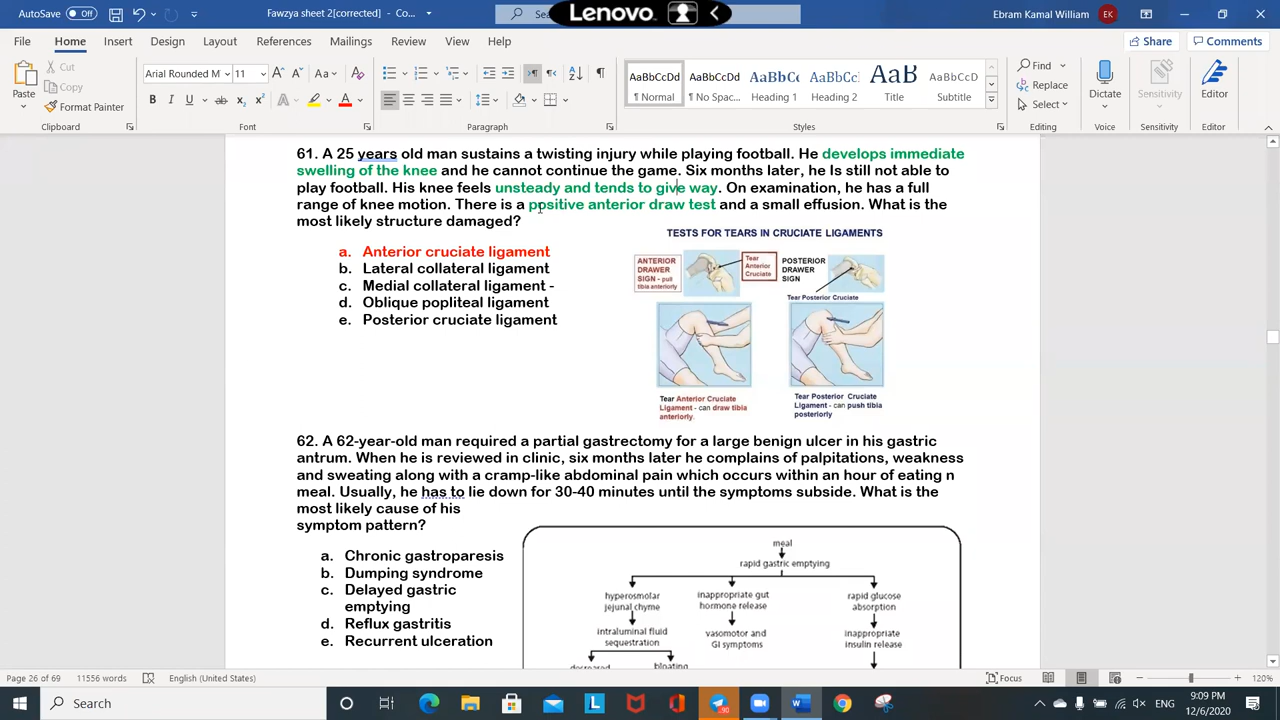 Lenovo
Ebram Kamal William
EK
File
Home
Insert
Design
Layout
References
Mailings
Review
View
Help
Share
Comments
Paste
Cut
Copy
Format Painter
Clipboard
Arial Rounded M
11
Font
Paragraph
AaBbCcDd
¶ Normal
AaBbCcDd
¶ No Spac...
AaBbCc
Heading 1
AaBbCc
Heading 2
AaB
Title
AaBbCcD
Subtitle
Styles
Find
Replace
Select
Editing
Dictate
Voice
Sensitivity
Sensitivity
Editor
Editor
61. A 25 years old man sustains a twisting injury while playing football. He develops immediate
swelling of the knee and he cannot continue the game. Six months later, he Is still not able to
play football. His knee feels unsteady and tends to give way. On examination, he has a full
range of knee motion. There is a positive anterior draw test and a small effusion. What is the
most likely structure damaged?
a. Anterior cruciate ligament
b. Lateral collateral ligament
c. Medial collateral ligament -
d. Oblique popliteal ligament
e. Posterior cruciate ligament
TESTS FOR TEARS IN CRUCIATE LIGAMENTS
ANTERIOR
DRAWER
SIGN - pull
tibia anteriorly
Tear
Anterior
Cruciate
POSTERIOR
DRAWER
SIGN
Tear Posterior Cruciate
Tear Anterior Cruciate
Ligament - can draw tibia
anteriorly.
Tear Posterior Cruciate
Ligament - can push tibia
posteriorly
62. A 62-year-old man required a partial gastrectomy for a large benign ulcer in his gastric
antrum. When he is reviewed in clinic, six months later he complains of palpitations, weakness
and sweating along with a cramp-like abdominal pain which occurs within an hour of eating n
meal. Usually, he has to lie down for 30-40 minutes until the symptoms subside. What is the
most likely cause of his
symptom pattern?
a. Chronic gastroparesis
b. Dumping syndrome
c. Delayed gastric
emptying
d. Reflux gastritis
e. Recurrent ulceration
meal
rapid gastric emptying
hyperosmolar
jejunal chyme
inappropriate gut
hormone release
rapid glucose
absorption
intraluminal fluid
sequestration
vasomotor and
GI symptoms
inappropriate
insulin release
decreased
bloating
Page 26 of 69
11556 words
English (United States)
Focus
120%
Search
90
9:09 PM
12/6/2020